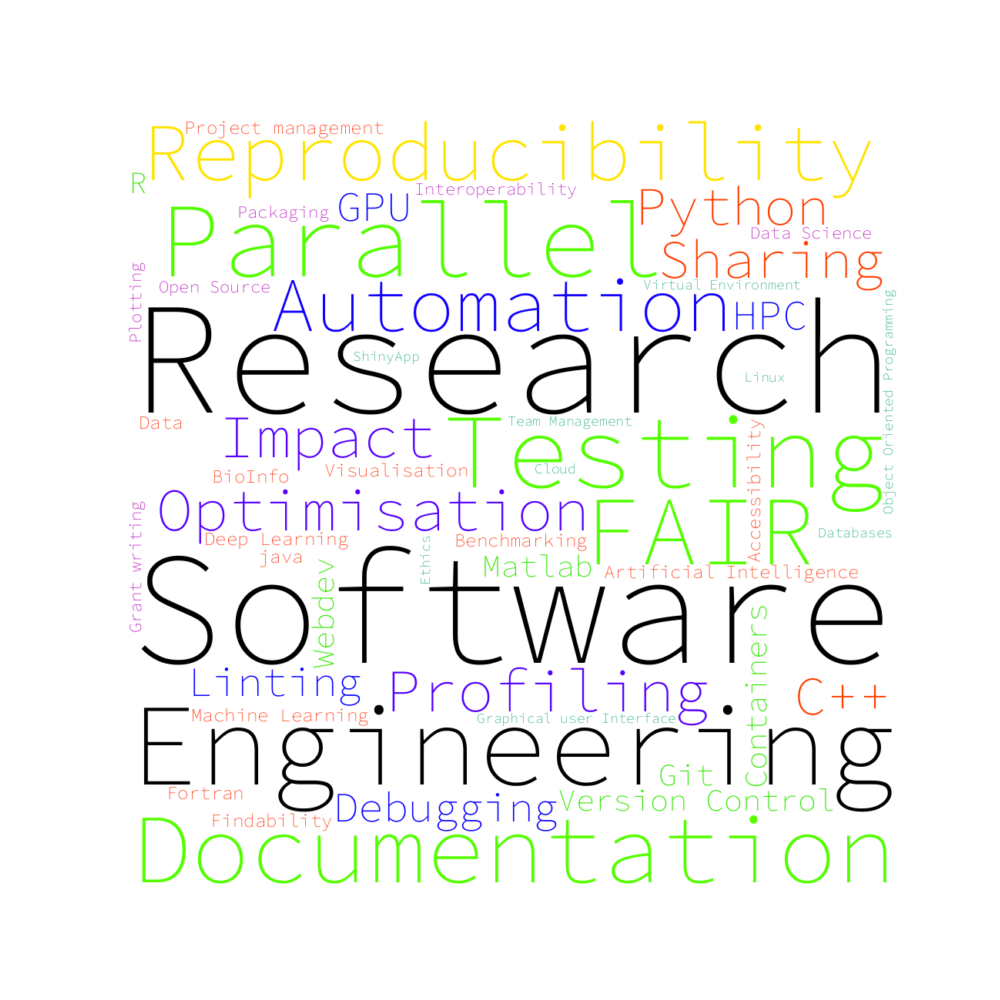 Project management
Reproducibility
R
Interoperability
Packaging
GPU
Python
Parallel
Data Science
Sharing
Plotting
Open Source
Virtual Environment
Automation
HPC
Object Oriented Programming
Research
ShinyApp
Linux
Data
Impact
Team Management
Testing
BioInfo
Visualisation
Cloud
Accessibility
Optimisation
FAIR
Databases
Grant writing
Deep Learning
Benchmarking
java
Ethics
Matlab
Artificial Intelligence
Webdev
Software
Containers
Linting
Profiling
C++
Machine Learning
Graphical user Interface
Engineering
Git
Fortran
Debugging
Version Control
Findability
Documentation